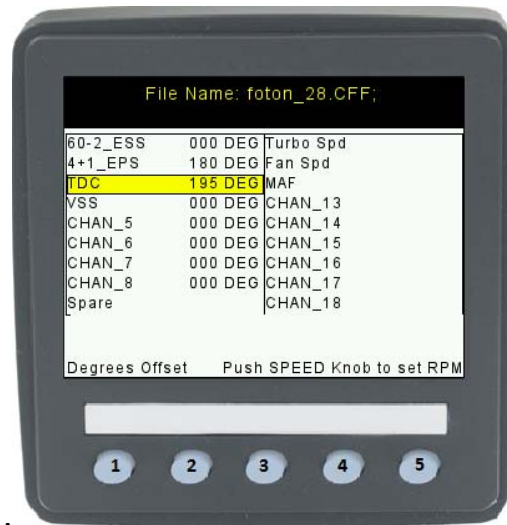 File Name: foton_28.CFF;
60-2_ESS 000 DEG Turbo Spd
4+1_EPS 180 DEG Fan Spd
TDC 195 DEG MAF
VSS 000 DEG CHAN_13
CHAN_5 000 DEG CHAN_14
CHAN_6 000 DEG CHAN_15
CHAN_7 000 DEG CHAN_16
CHAN_8 000 DEG CHAN_17
Spare CHAN_18
Degrees Offset Push SPEED Knob to set RPM
1 2 3 4 5